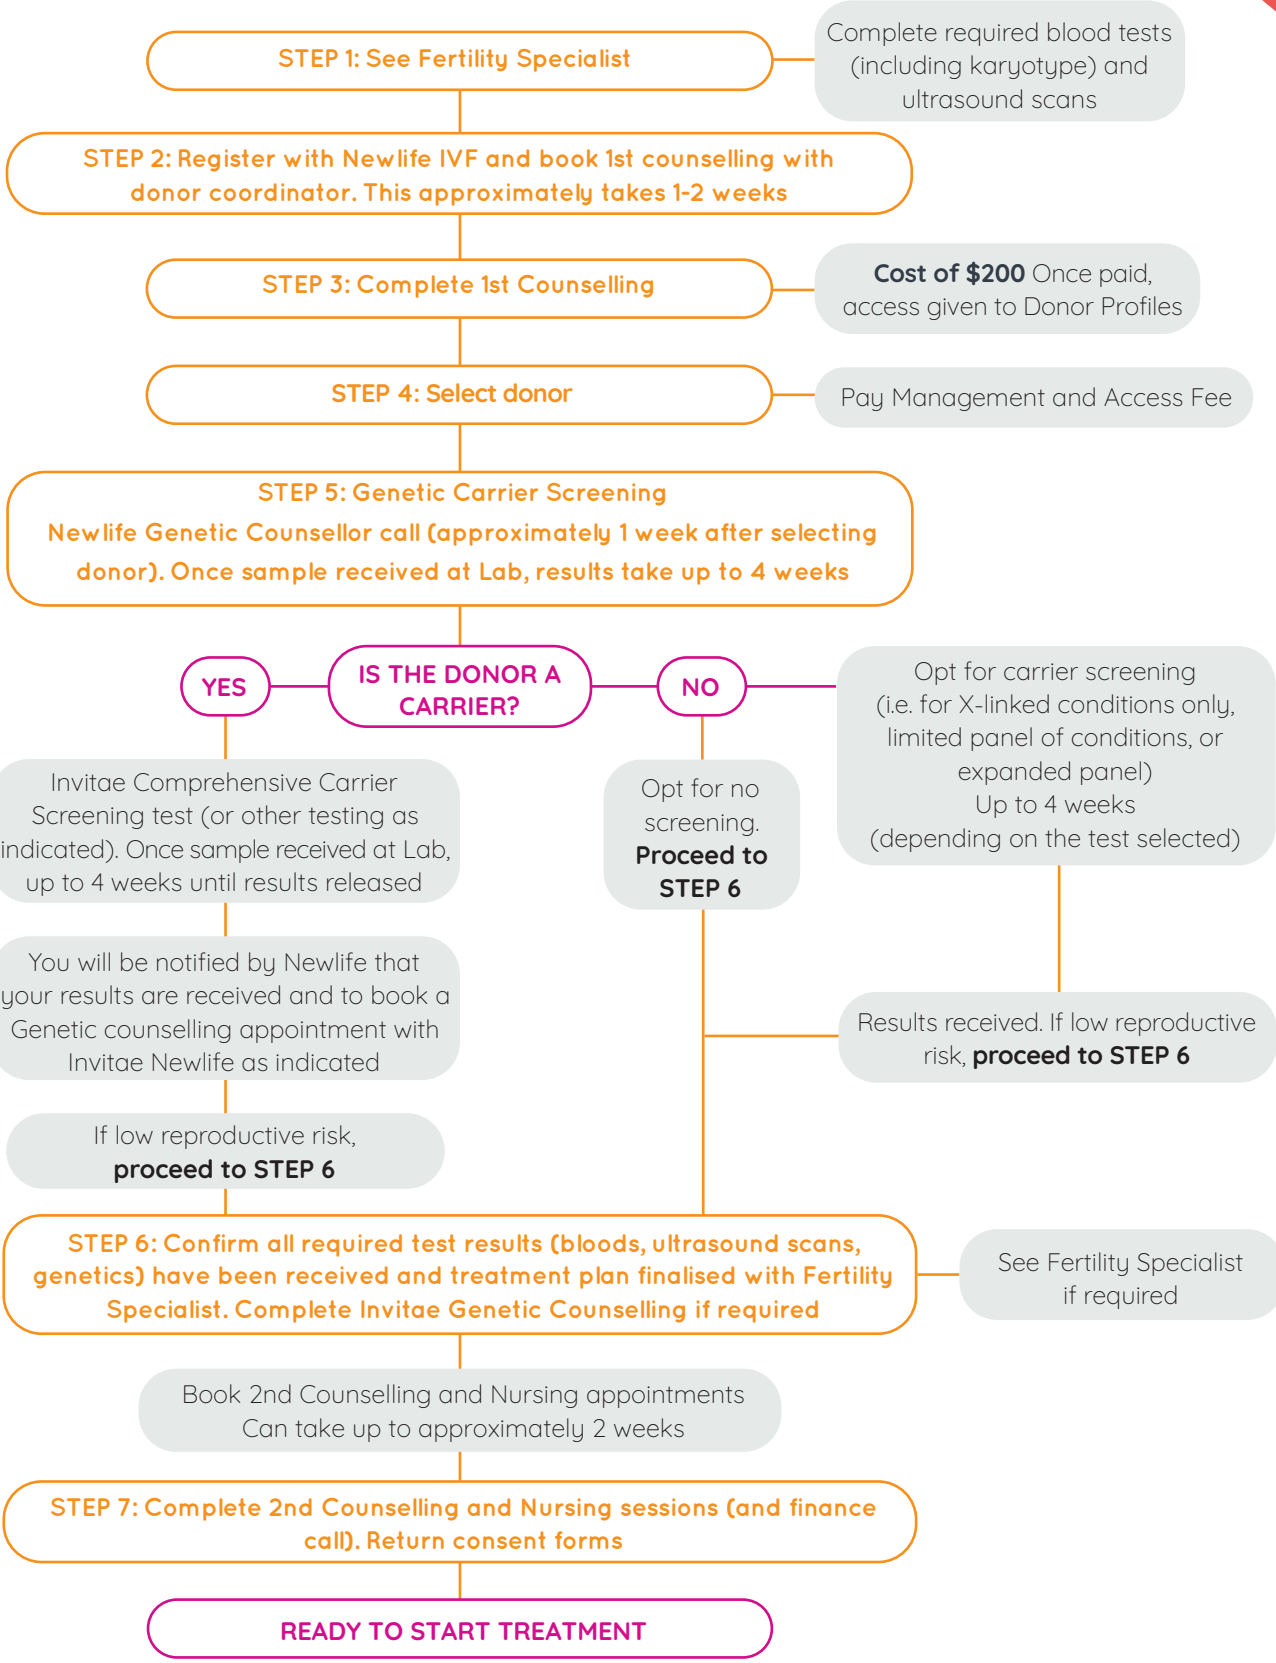 STEP 1: See Fertility Specialist
Complete required blood tests
(including karyotype) and
ultrasound scans
STEP 2: Register with Newlife IVF and book 1st counselling with
donor coordinator. This approximately takes 1-2 weeks
STEP 3: Complete 1st Counselling
Cost of $200 Once paid,
access given to Donor Profiles
STEP 4: Select donor
Pay Management and Access Fee
STEP 5: Genetic Carrier Screening
Newlife Genetic Counsellor call (approximately 1 week after selecting
donor). Once sample received at Lab, results take up to 4 weeks
IS THE DONOR A
CARRIER?
YES
NO
Invitae Comprehensive Carrier
Screening test (or other testing as
indicated). Once sample received at Lab,
up to 4 weeks until results released
You will be notified by Newlife that
your results are received and to book a
Genetic counselling appointment with
Invitae Newlife as indicated
If low reproductive risk,
proceed to STEP 6
Opt for no
screening.
Proceed to
STEP 6
Opt for carrier screening
(i.e. for X-linked conditions only,
limited panel of conditions, or
expanded panel)
Up to 4 weeks
(depending on the test selected)
Results received. If low reproductive
risk, proceed to STEP 6
STEP 6: Confirm all required test results (bloods, ultrasound scans,
genetics) have been received and treatment plan finalised with Fertility
Specialist. Complete Invitae Genetic Counselling if required
See Fertility Specialist
if required
Book 2nd Counselling and Nursing appointments
Can take up to approximately 2 weeks
STEP 7: Complete 2nd Counselling and Nursing sessions (and finance
call). Return consent forms
READY TO START TREATMENT